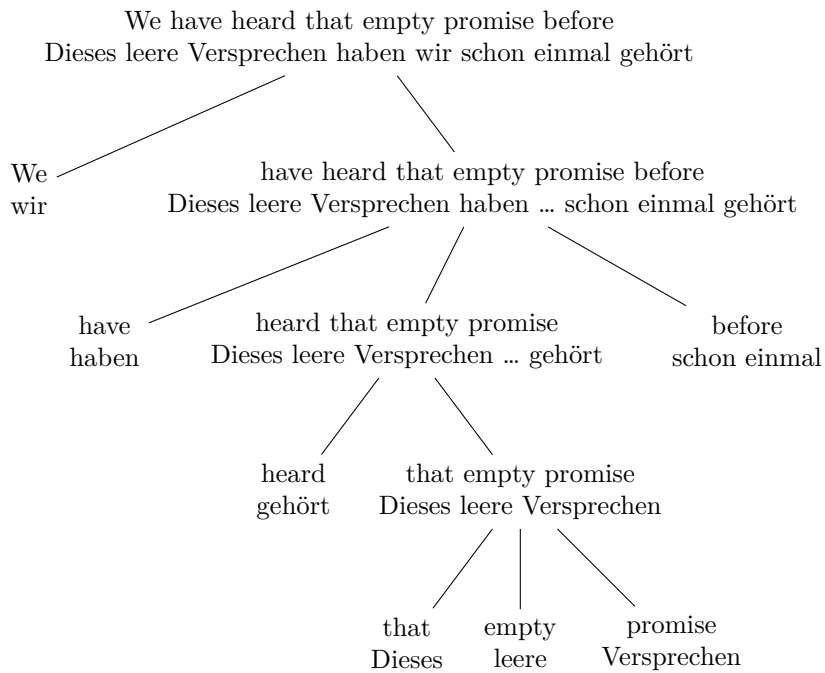 We have heard that empty promise before
Dieses leere Versprechen haben wir schon einmal gehört
We
wir
have heard that empty promise before
Dieses leere Versprechen haben ... schon einmal gehört
have
haben
heard that empty promise
Dieses leere Versprechen ... gehört
before
schon einmal
heard
gehört
that empty promise
Dieses leere Versprechen
that
Dieses
empty
leere
promise
Versprechen